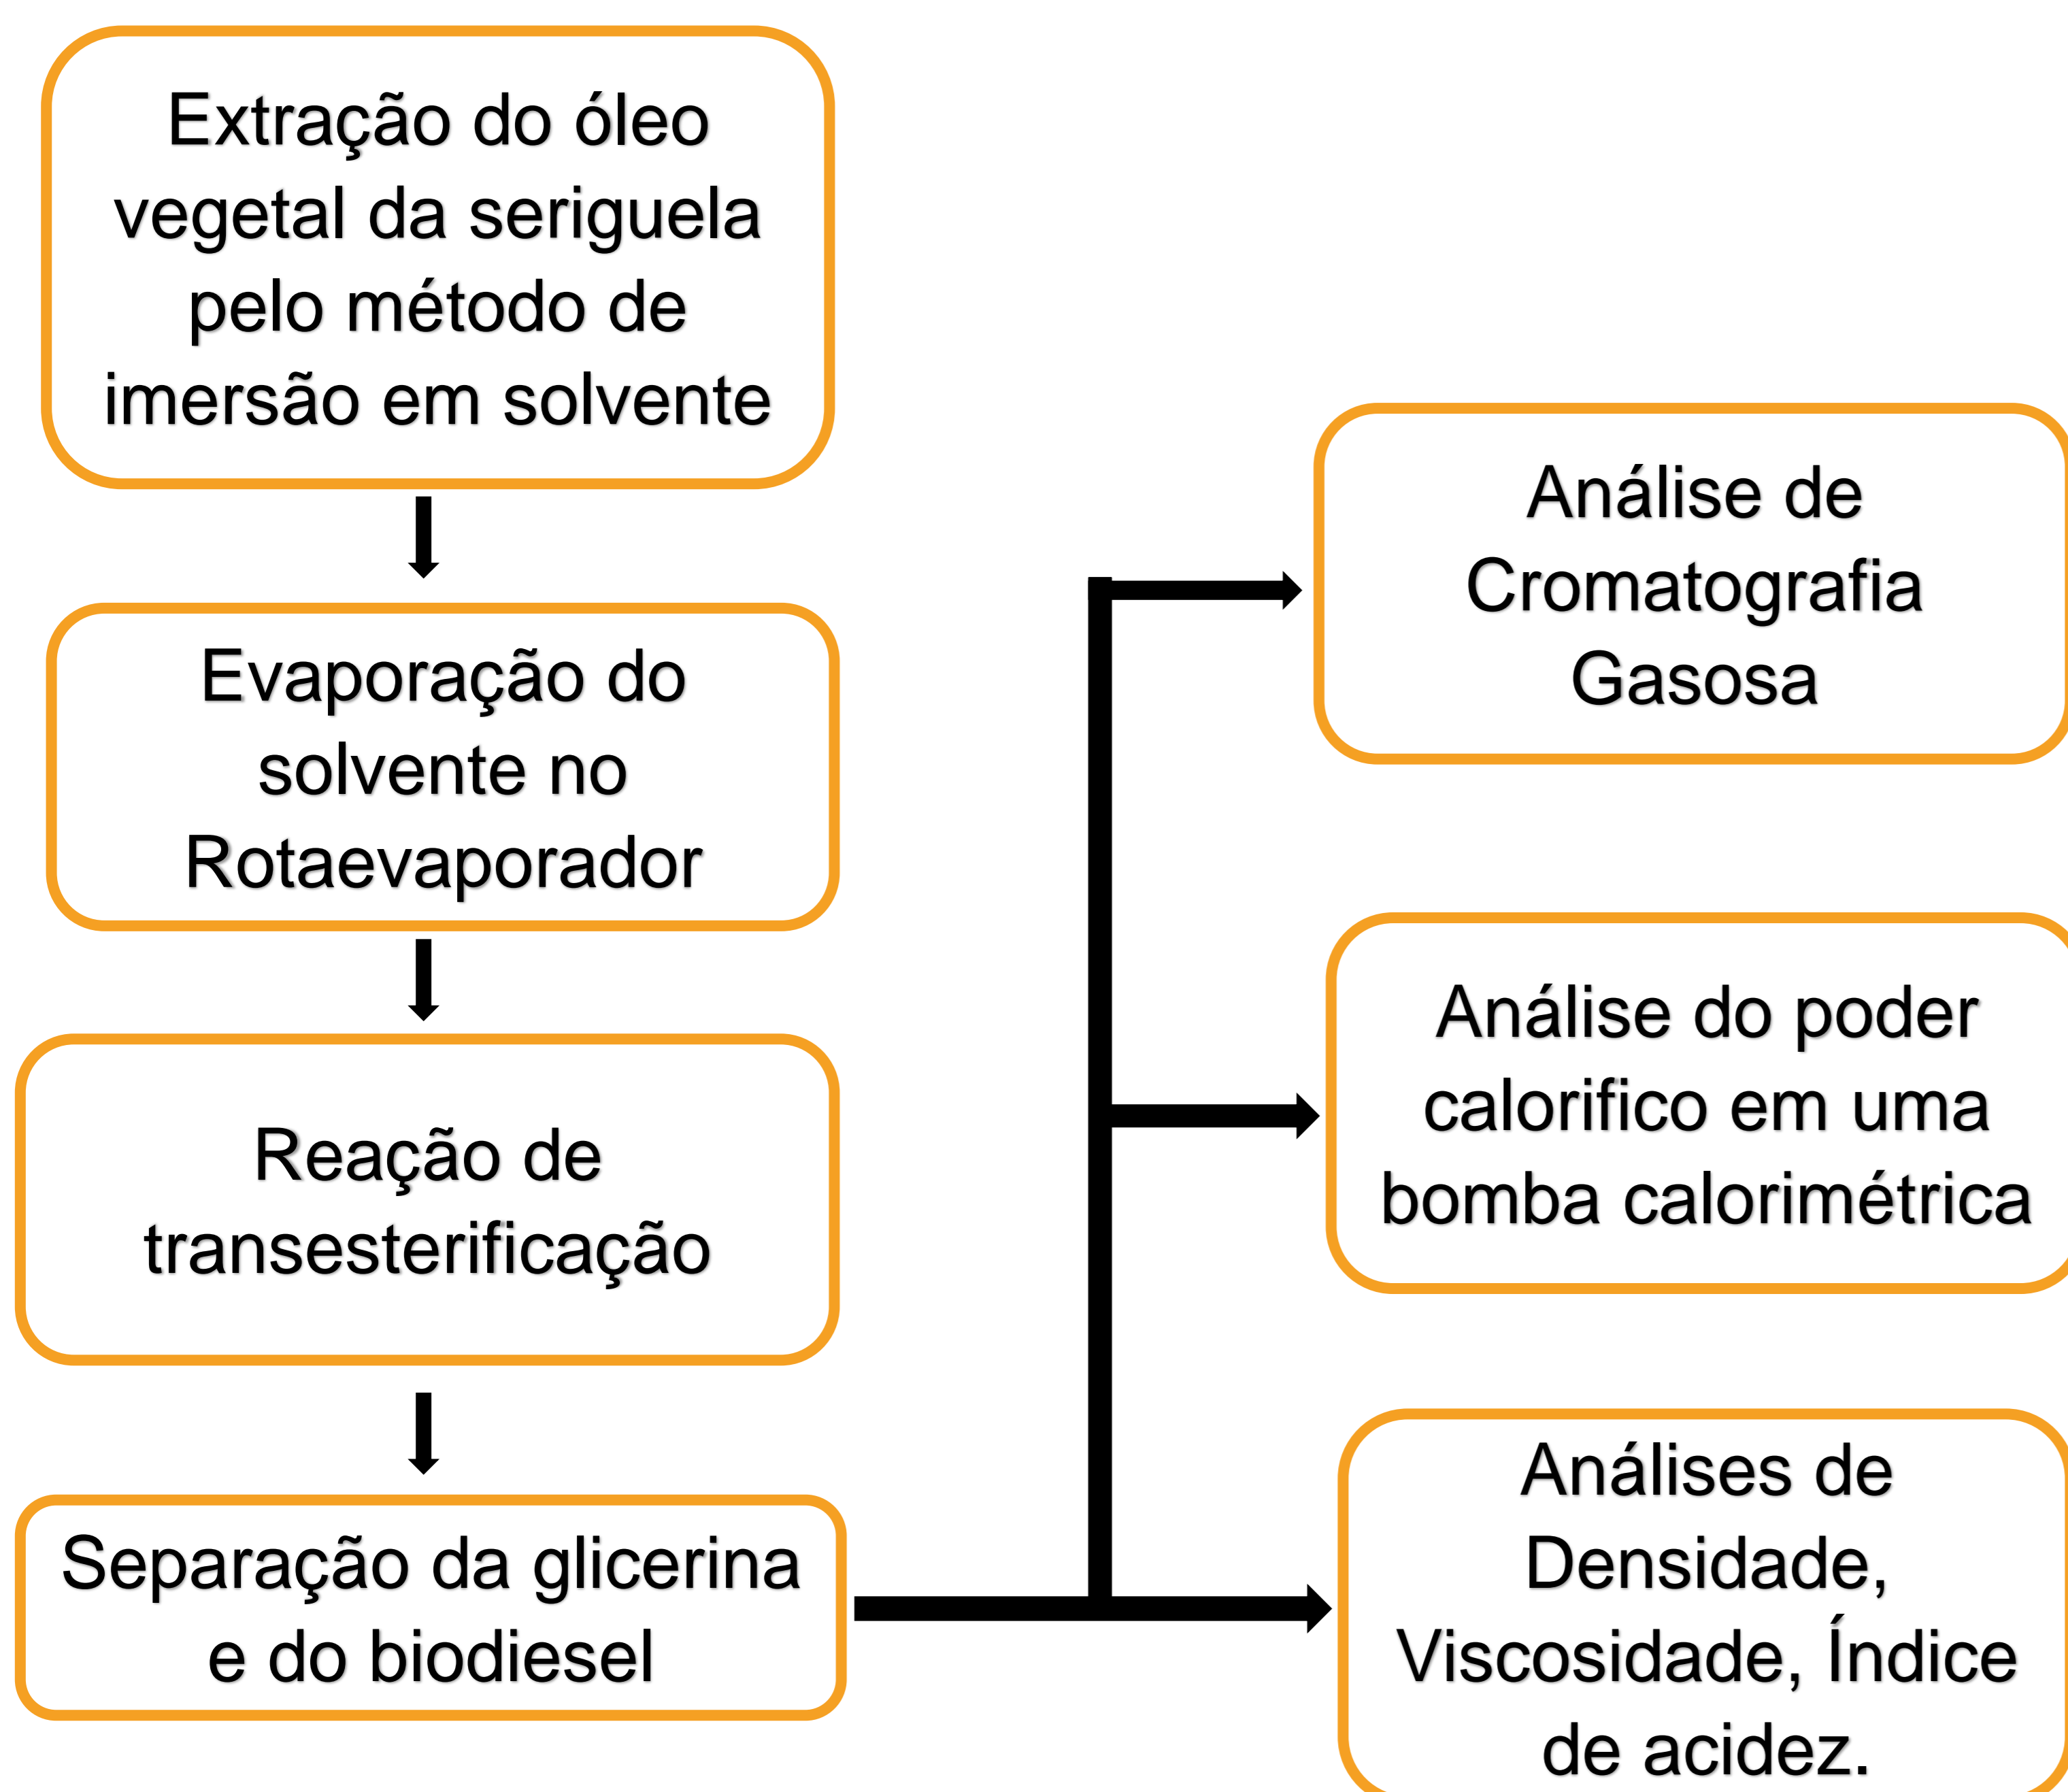 Extração do óleo
vegetal da seriguela
pelo método de
imersão em solvente
Evaporação do
solvente no
Rotaevaporador
Reação de
transesterificação
Separação da glicerina
e do biodiesel
Análise de
Cromatografia
Gasosa
Análise do poder
calorifico em uma
bomba calorimétrica
Análises de
Densidade,
Viscosidade, Índice
de acidez.